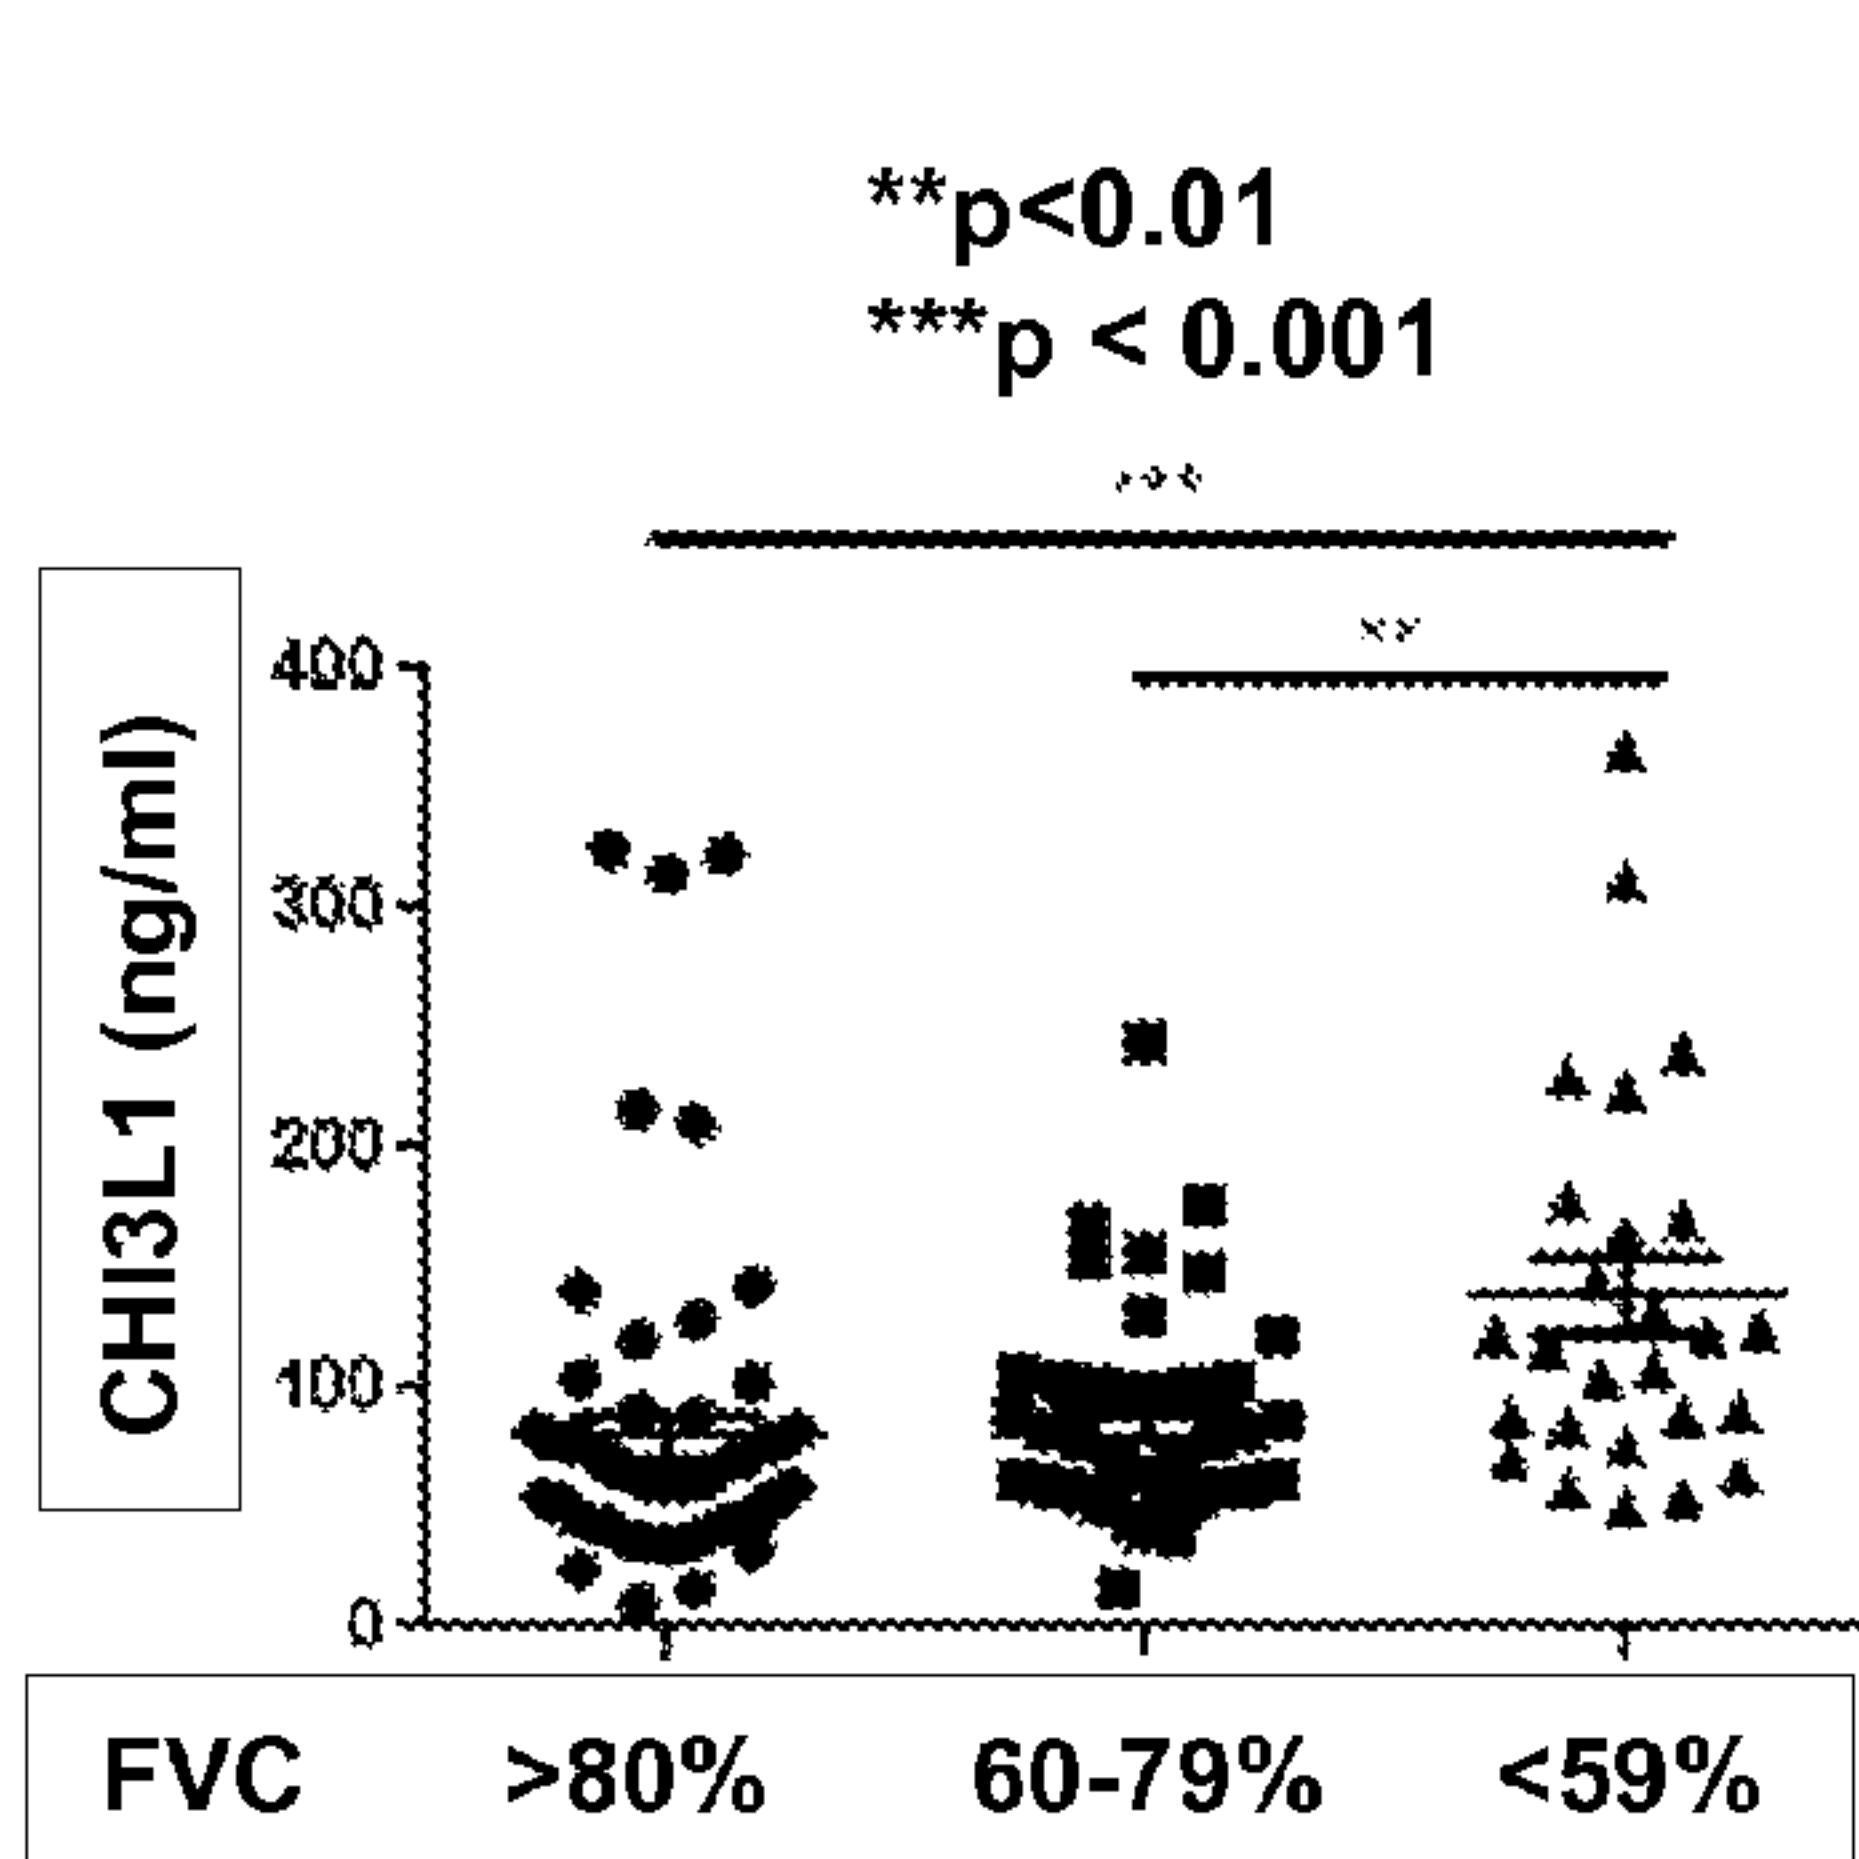 **p<0.01
***p < 0.001
***
**
CHI3L1 (ng/ml)
400
300
200
100
0
FVC >80% 60-79% <59%